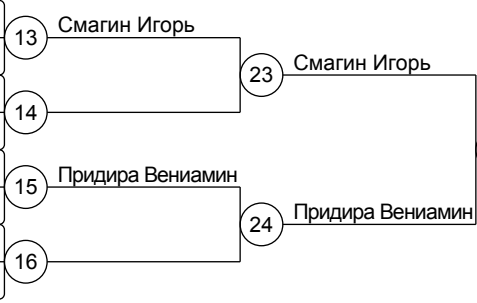 13 Смагин Игорь
23 Смагин Игорь
14
15 Придира Вениамин
24 Придира Вениамин
16